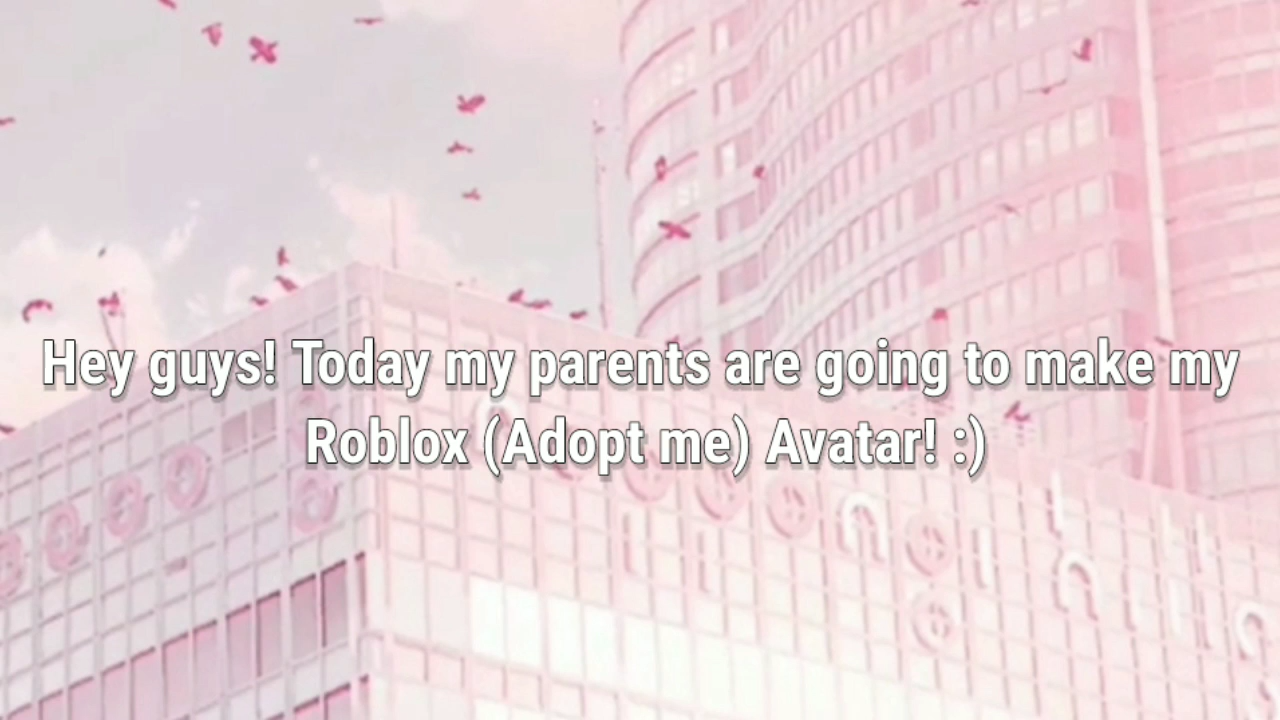 Hey guys! Today my parents are going to make my
Roblox (Adopt me) Avatar! :)